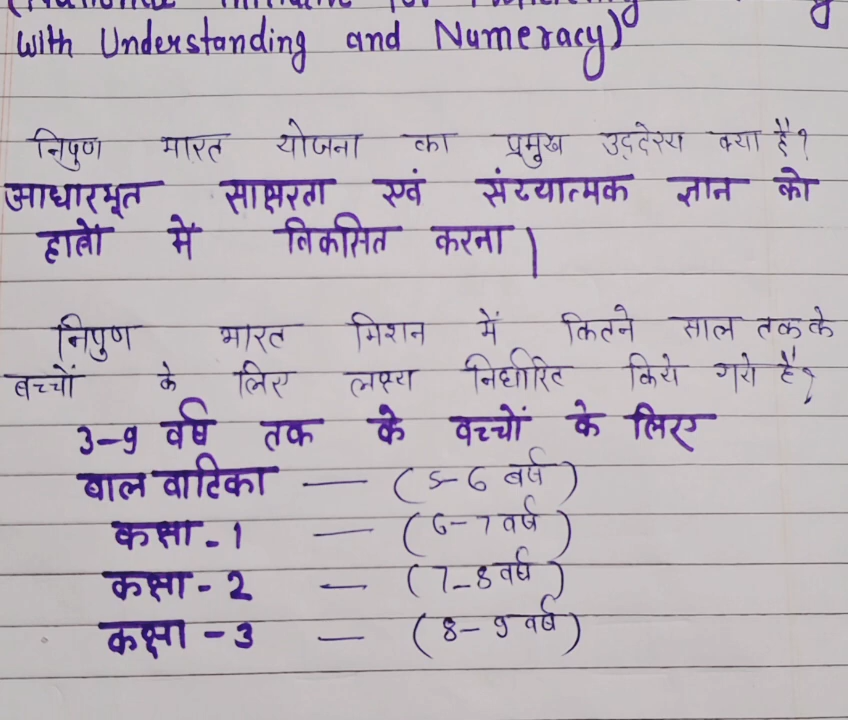 with Understanding and Numeracy)
निपुण भारत योजना का प्रमुख उद्देश्य क्या है?
आधारभूत साक्षरता एवं संख्यात्मक ज्ञान को
छात्रों में विकसित करना |
निपुण भारत मिशन में कितने साल तक के
बच्चों के लिए लक्ष्य निर्धारित किये गये है?
3-9 वर्ष तक के बच्चों के लिए
बाल वाटिका — (5-6 वर्ष)
कक्षा-1 — (6-7 वर्ष)
कक्षा-2 — (7-8 वर्ष)
कक्षा-3 — (8-9 वर्ष)